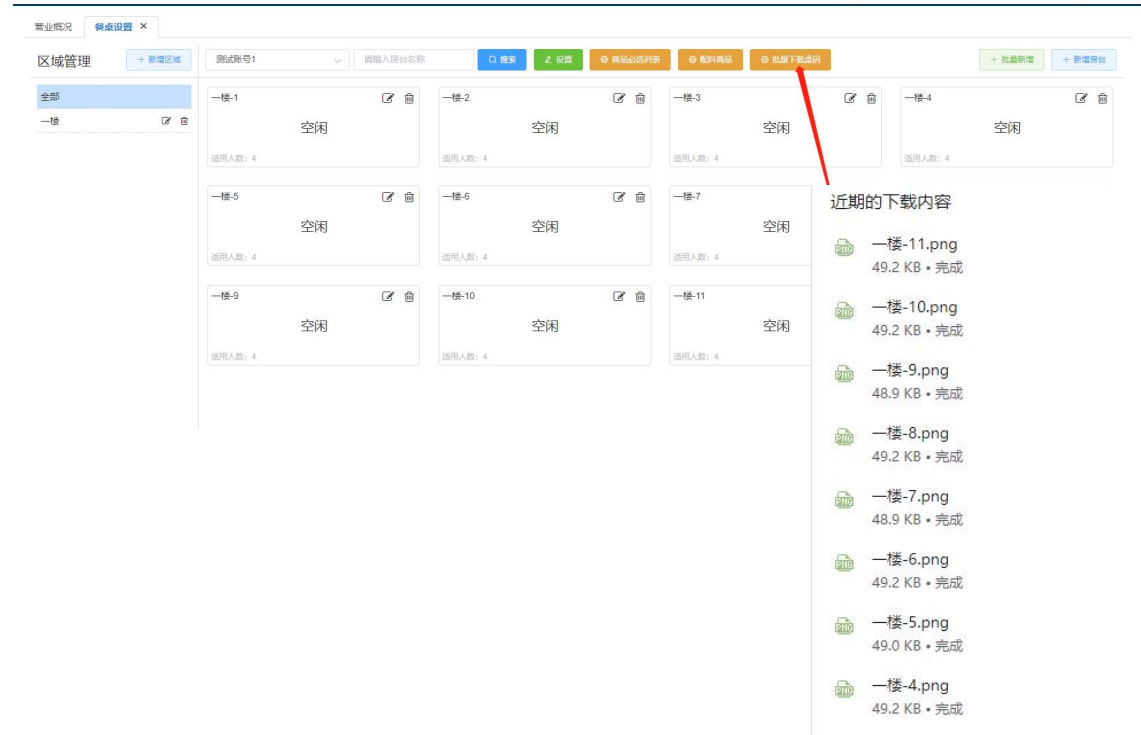 营业概况 餐桌设置 ×
区域管理 + 新增区域 测试账号1 请输入房台名称 搜索 设置 商品必选列表 配料商品 批量下载桌码 + 批量新增 + 新增房台
全部
一楼
一楼-1 一楼-2 一楼-3 一楼-4
空闲 空闲 空闲 空闲
适用人数：4 适用人数：4 适用人数：4 适用人数：4
一楼-5 一楼-6 一楼-7
空闲 空闲 空闲
适用人数：4 适用人数：4 适用人数：4
一楼-9 一楼-10 一楼-11
空闲 空闲 空闲
适用人数：4 适用人数：4 适用人数：4
近期的下载内容
PNG 一楼-11.png
49.2 KB • 完成
PNG 一楼-10.png
49.2 KB • 完成
PNG 一楼-9.png
48.9 KB • 完成
PNG 一楼-8.png
49.2 KB • 完成
PNG 一楼-7.png
48.9 KB • 完成
PNG 一楼-6.png
49.2 KB • 完成
PNG 一楼-5.png
49.0 KB • 完成
PNG 一楼-4.png
49.2 KB • 完成